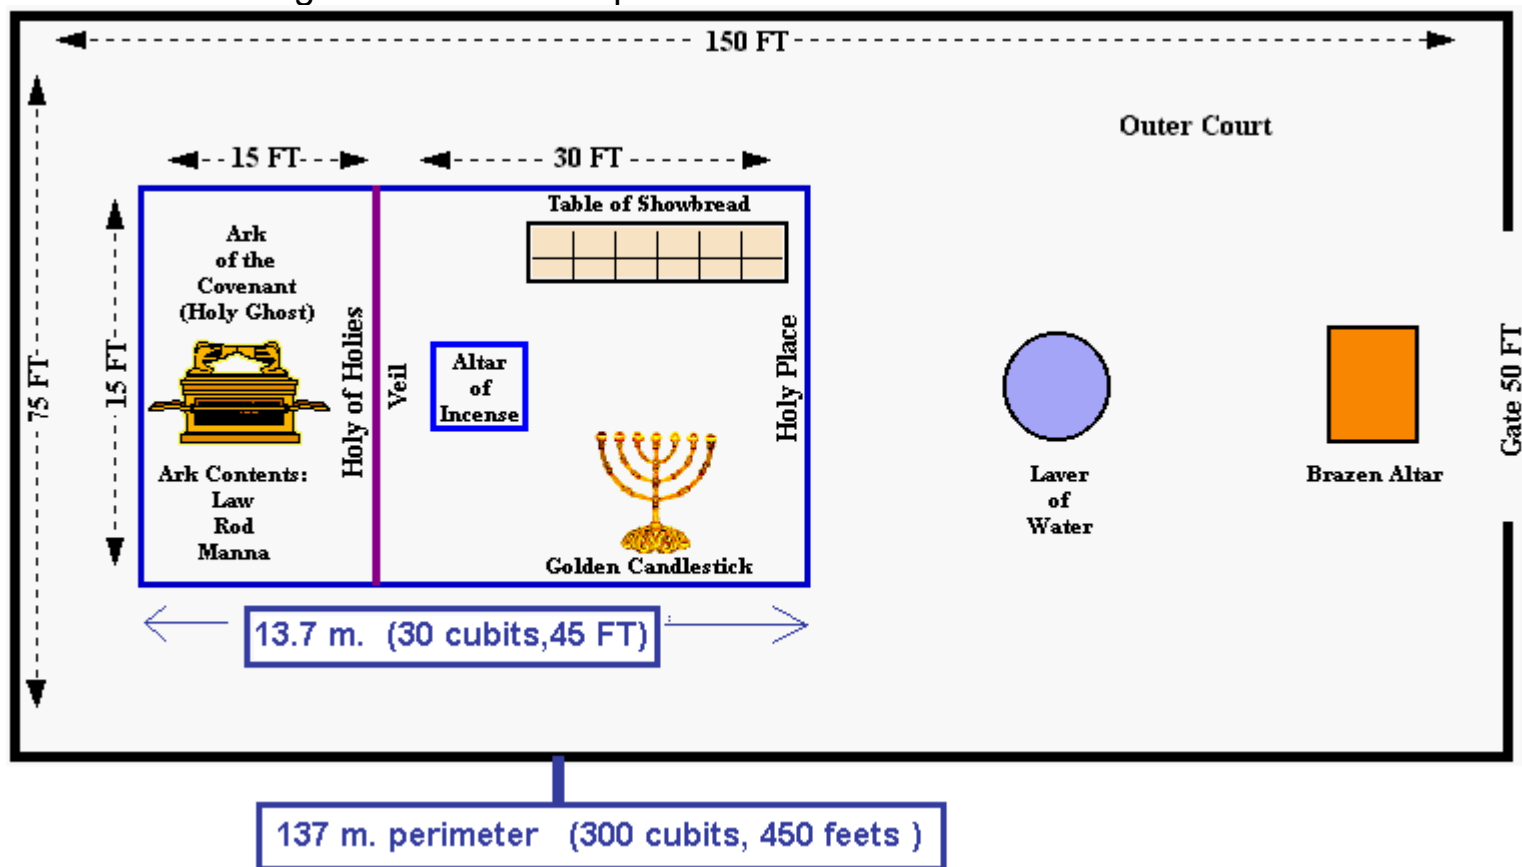 150 FT
Outer Court
15 FT
30 FT
75 FT
15 FT
Ark
of the
Covenant
(Holy Ghost)
Ark Contents:
Law
Rod
Manna
Holy of Holies
Veil
Table of Showbread
Altar
of
Incense
Golden Candlestick
Holy Place
Laver
of
Water
Brazen Altar
Gate 50 FT
13.7 m. (30 cubits,45 FT)
137 m. perimeter (300 cubits, 450 feets )